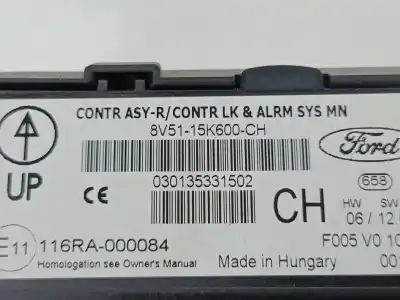 CONTR ASY-R/CONTR LK & ALRM SYS MN
8V51-15K600-CH
Ford
UP
CE
030135331502
CH
658
HW SW
06 / 12
E11 116RA-000084
F005 V0 10
Homologation see Owner's Manual
Made in Hungary
001